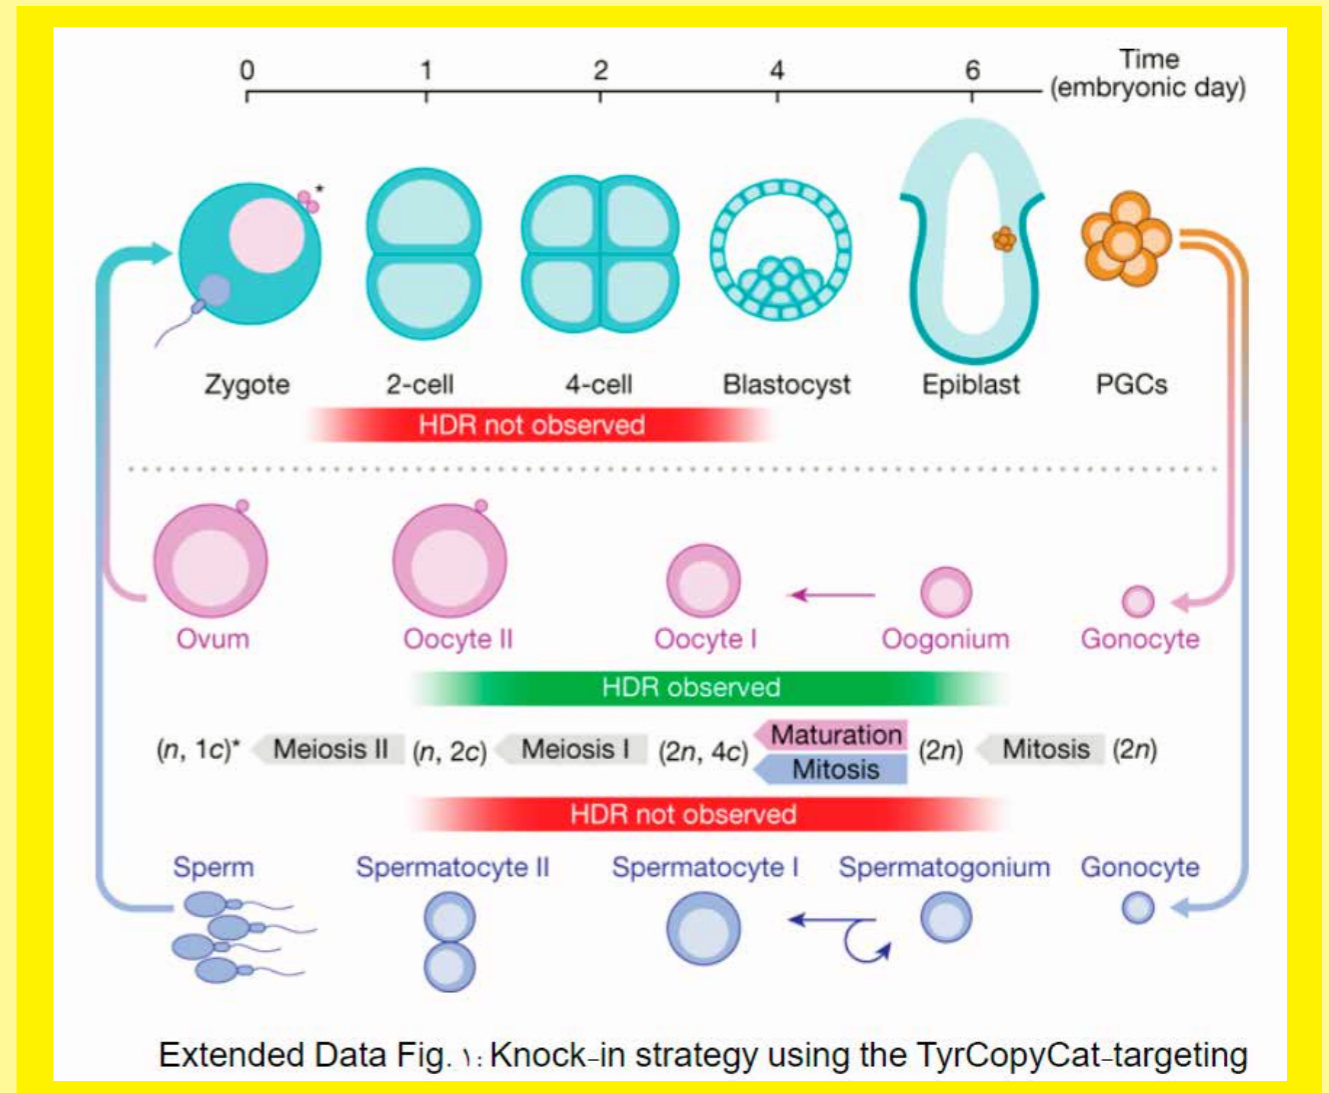 0 1 2 4 6 Time
(embryonic day)
*
Zygote 2-cell 4-cell Blastocyst Epiblast PGCs
HDR not observed
Ovum Oocyte II Oocyte I Oogonium Gonocyte
HDR observed
(n, 1c)* Meiosis II (n, 2c) Meiosis I (2n, 4c) Maturation (2n) Mitosis (2n)
Mitosis
HDR not observed
Sperm Spermatocyte II Spermatocyte I Spermatogonium Gonocyte
Extended Data Fig. ۱: Knock-in strategy using the TyrCopyCat-targeting